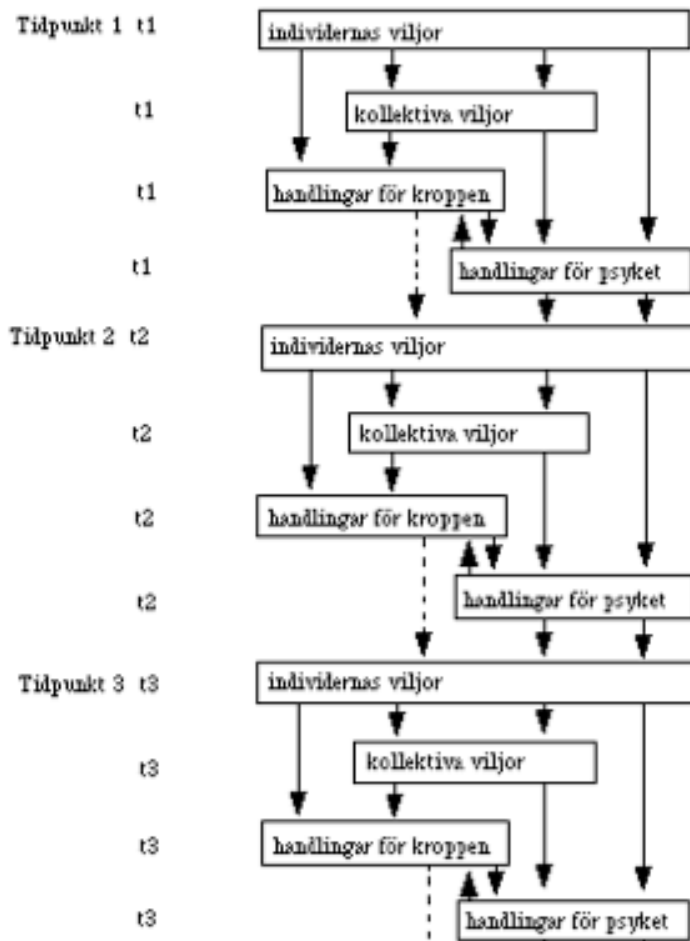 Tidpunkt 1 t1 individernas viljor
t1 kollektiva viljor
t1 handlingar för kroppen
t1 handlingar för psyket
Tidpunkt 2 t2 individernas viljor
t2 kollektiva viljor
t2 handlingar för kroppen
t2 handlingar för psyket
Tidpunkt 3 t3 individernas viljor
t3 kollektiva viljor
t3 handlingar för kroppen
t3 handlingar för psyket